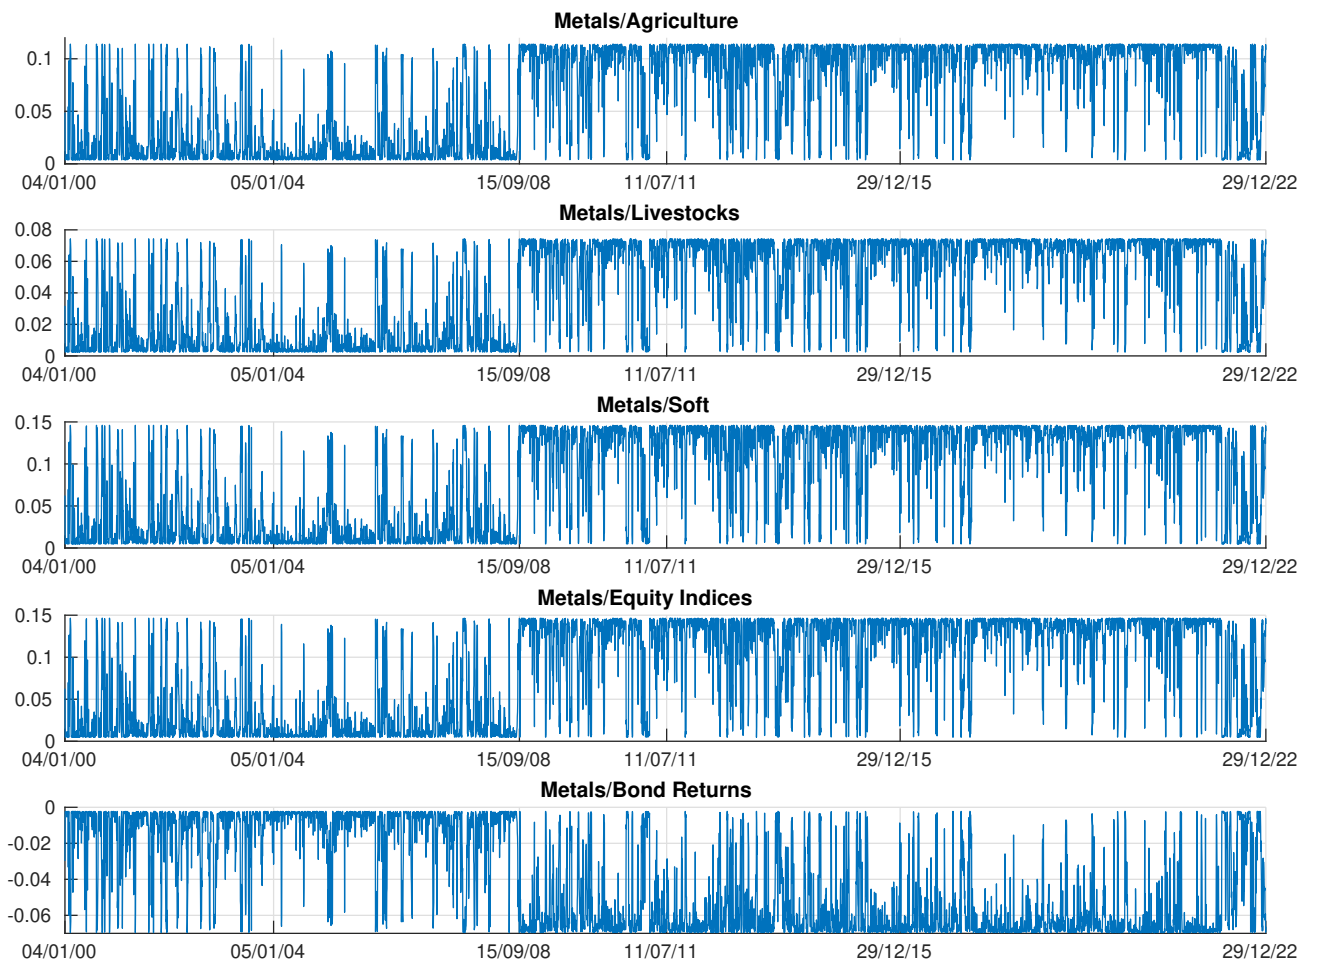 Metals/Agriculture
0.1
0.05
0
04/01/00 05/01/04 15/09/08 11/07/11 29/12/15 29/12/22
Metals/Livestocks
0.08
0.06
0.04
0.02
0
04/01/00 05/01/04 15/09/08 11/07/11 29/12/15 29/12/22
Metals/Soft
0.15
0.1
0.05
0
04/01/00 05/01/04 15/09/08 11/07/11 29/12/15 29/12/22
Metals/Equity Indices
0.15
0.1
0.05
0
04/01/00 05/01/04 15/09/08 11/07/11 29/12/15 29/12/22
Metals/Bond Returns
0
-0.02
-0.04
-0.06
04/01/00 05/01/04 15/09/08 11/07/11 29/12/15 29/12/22